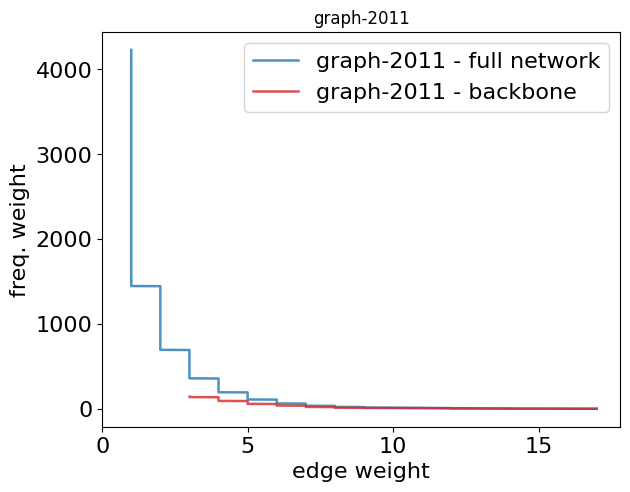 graph-2011
graph-2011 - full network
graph-2011 - backbone
freq. weight
4000
3000
2000
1000
0
0 5 10 15
edge weight